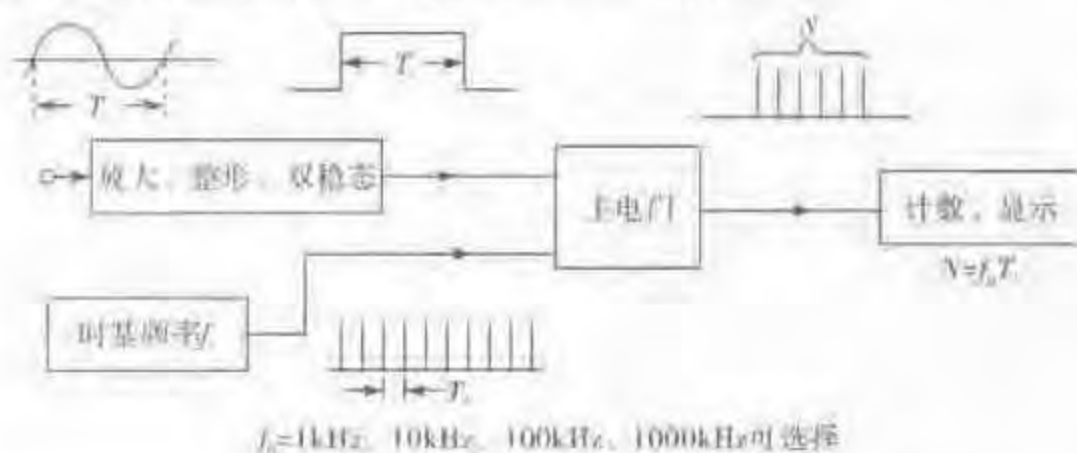 N
T
T
放大、整形、双稳态
主电门
计数、显示
N=f₀T
时基频率f₀
T₀
f₀=1kHz、10kHz、100kHz、1000kHz可选择